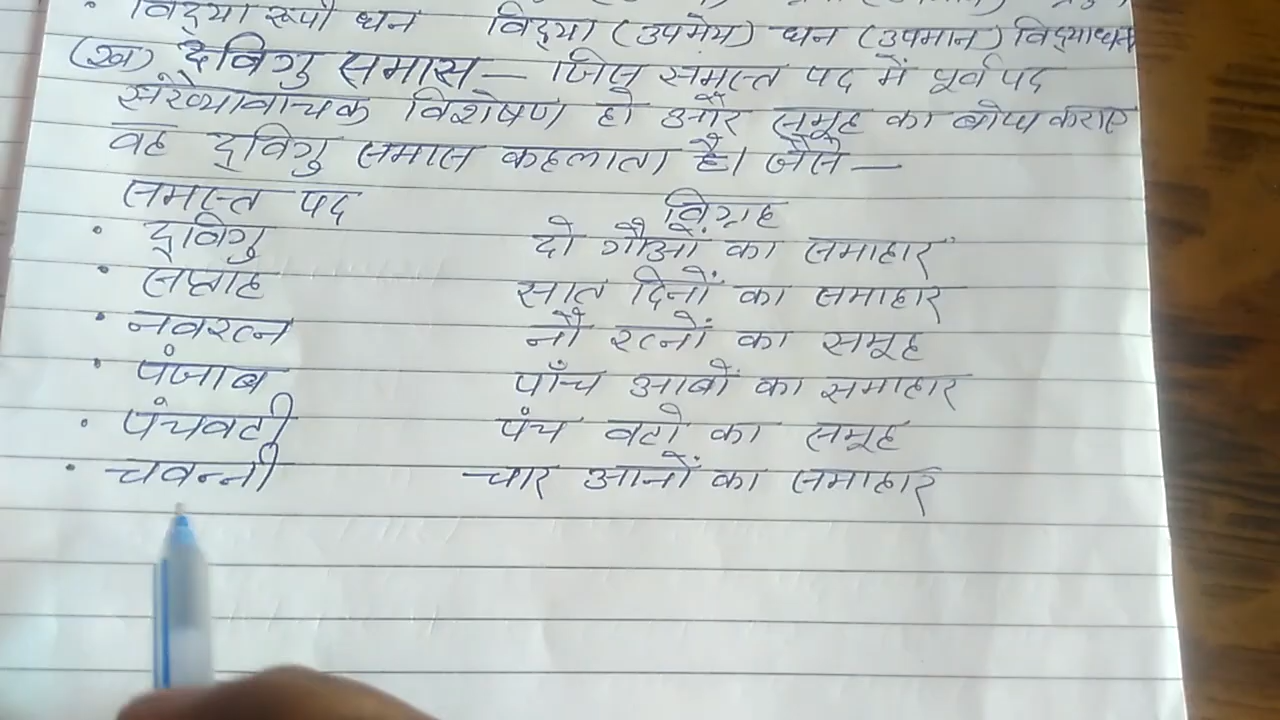 विद्या रूपी धन विद्या (उपमेय) धन (उपमान) विद्याधन
(ख) द्विगु समास — जिस समस्त पद में पूर्व पद
संख्यावाचक विशेषण हो और समूह का बोध कराए
वह द्विगु समास कहलाता है। जैसे —
समस्त पद विग्रह
द्विगु दो गौओं का समाहार
सप्ताह सात दिनों का समाहार
नवरत्न नौ रत्नों का समूह
पंजाब पाँच आबों का समाहार
पंचवटी पंच वटो का समूह
चवन्नी चार आनों का समाहार